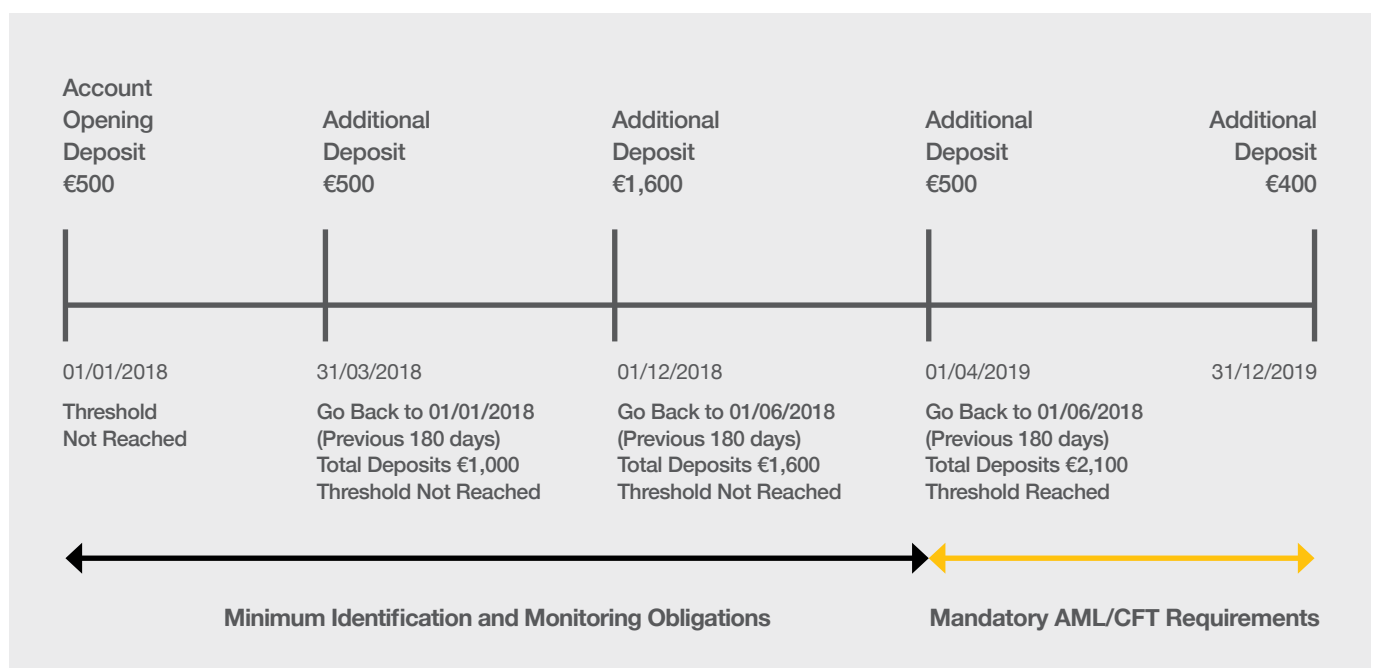 Account
Opening
Deposit
€500
Additional
Deposit
€500
Additional
Deposit
€1,600
Additional
Deposit
€500
Additional
Deposit
€400
01/01/2018
Threshold
Not Reached
31/03/2018
Go Back to 01/01/2018
(Previous 180 days)
Total Deposits €1,000
Threshold Not Reached
01/12/2018
Go Back to 01/06/2018
(Previous 180 days)
Total Deposits €1,600
Threshold Not Reached
01/04/2019
Go Back to 01/06/2018
(Previous 180 days)
Total Deposits €2,100
Threshold Reached
31/12/2019
Minimum Identification and Monitoring Obligations
Mandatory AML/CFT Requirements